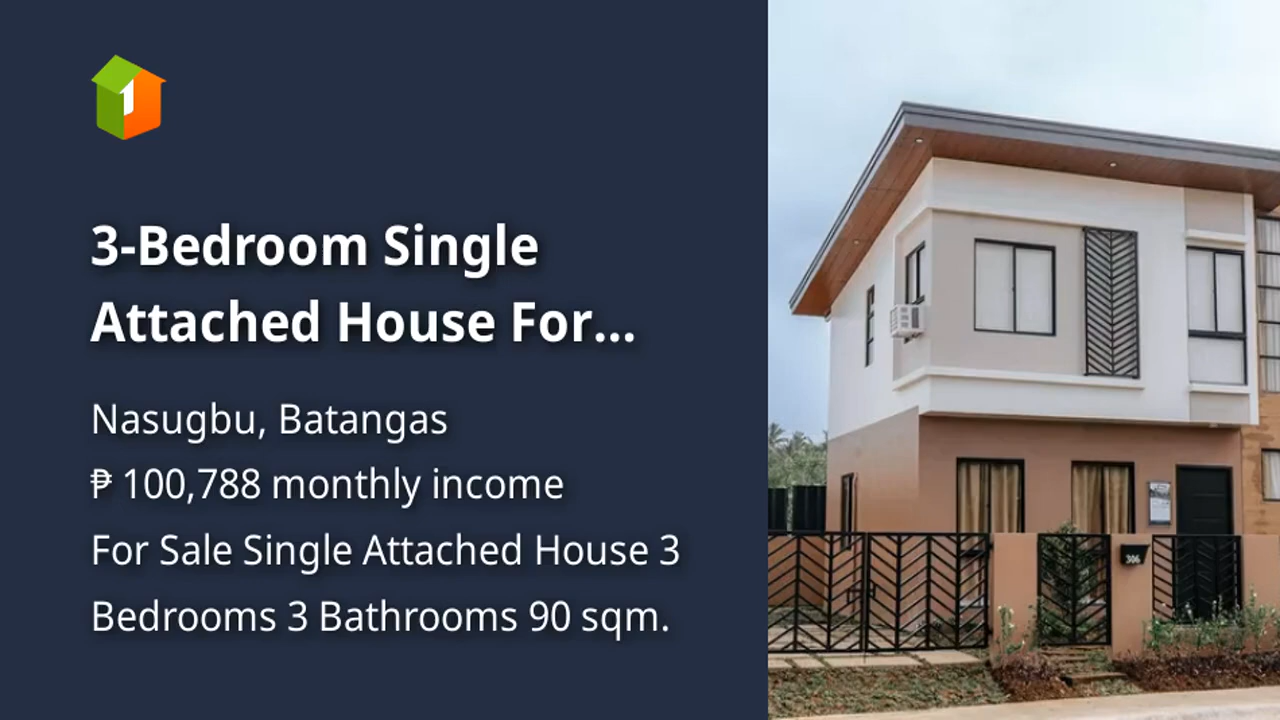 3-Bedroom Single
Attached House For...
Nasugbu, Batangas
₱ 100,788 monthly income
For Sale Single Attached House 3
Bedrooms 3 Bathrooms 90 sqm.
306